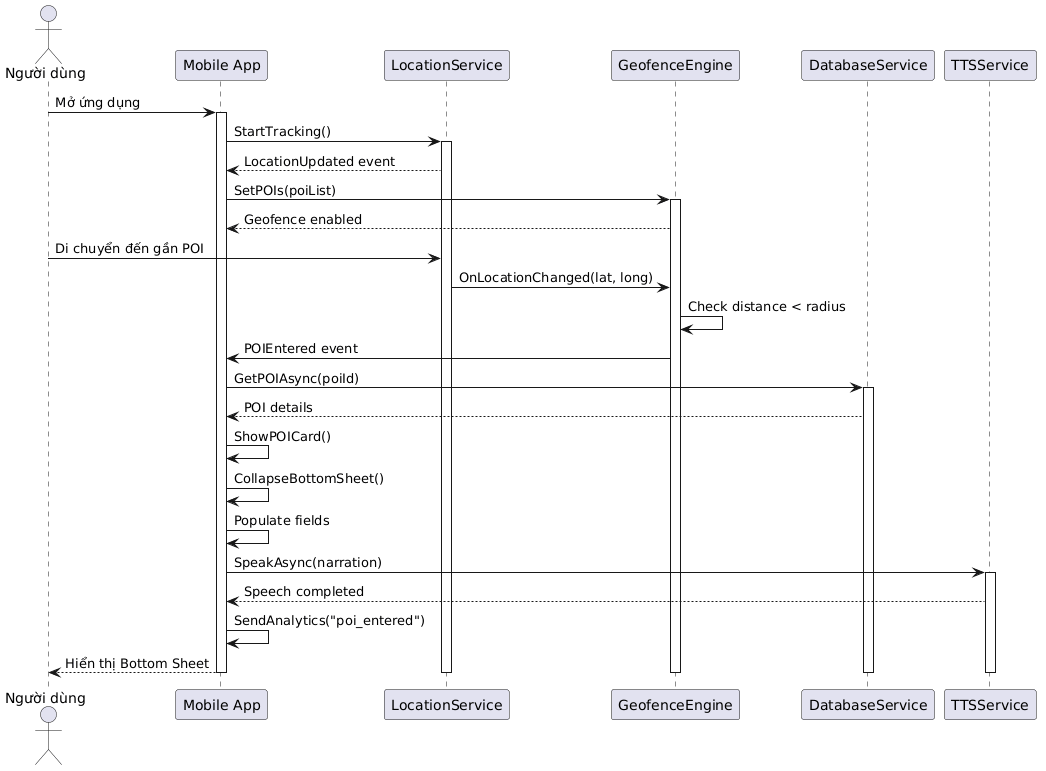 Người dùng
Mobile App
LocationService
GeofenceEngine
DatabaseService
TTSService
Mở ứng dụng
StartTracking()
LocationUpdated event
SetPOIs(poiList)
Geofence enabled
Di chuyển đến gần POI
OnLocationChanged(lat, long)
Check distance < radius
POIEntered event
GetPOIAsync(poiId)
POI details
ShowPOICard()
CollapseBottomSheet()
Populate fields
SpeakAsync(narration)
Speech completed
SendAnalytics("poi_entered")
Hiển thị Bottom Sheet
Người dùng
Mobile App
LocationService
GeofenceEngine
DatabaseService
TTSService